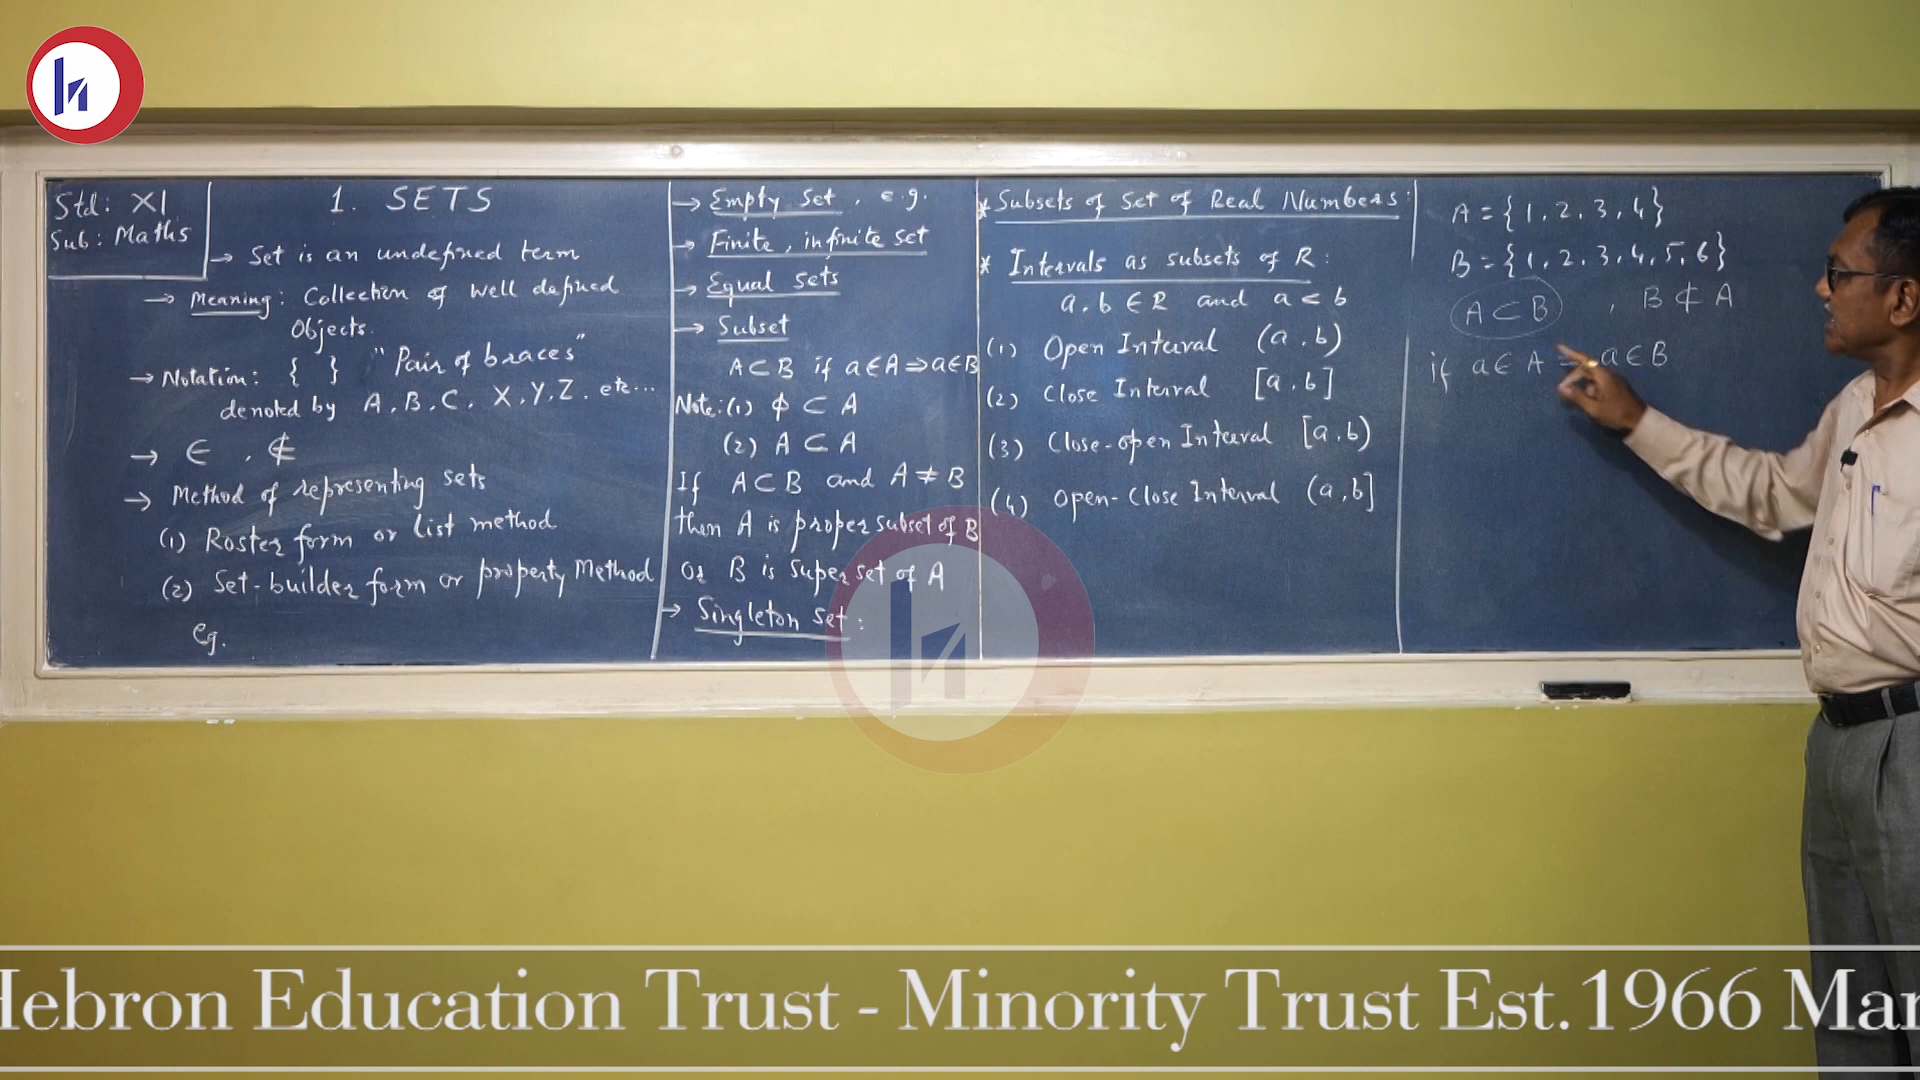 Std: XI
Sub: Maths
1. SETS
→ Set is an undefined term
→ Meaning: Collection of well defined
Objects.
→ Notation: { } "Pair of braces"
denoted by A, B, C, X, Y, Z, etc...
→ ∈ , ∉
→ Method of representing sets
(1) Roster form or list method
(2) Set-builder form or property Method
eg.
→ Empty set, e.g.
→ Finite, infinite set
→ Equal sets
→ Subset
A⊂B if a∈A⇒a∈B
Note: (1) ϕ ⊂ A
(2) A ⊂ A
If A⊂B and A≠B
then A is proper subset of B
or B is super set of A
→ Singleton set:
* Subsets of Set of Real Numbers:
* Intervals as subsets of R:
a, b ∈ R and a < b
(1) Open Interval (a, b)
(2) Close Interval [a, b]
(3) Close-open Interval [a, b)
(4) Open-Close Interval (a, b]
A = {1, 2, 3, 4}
B = {1, 2, 3, 4, 5, 6}
A⊂B , B ⊄ A
if a∈A a∈B
Hebron Education Trust - Minority Trust Est.1966